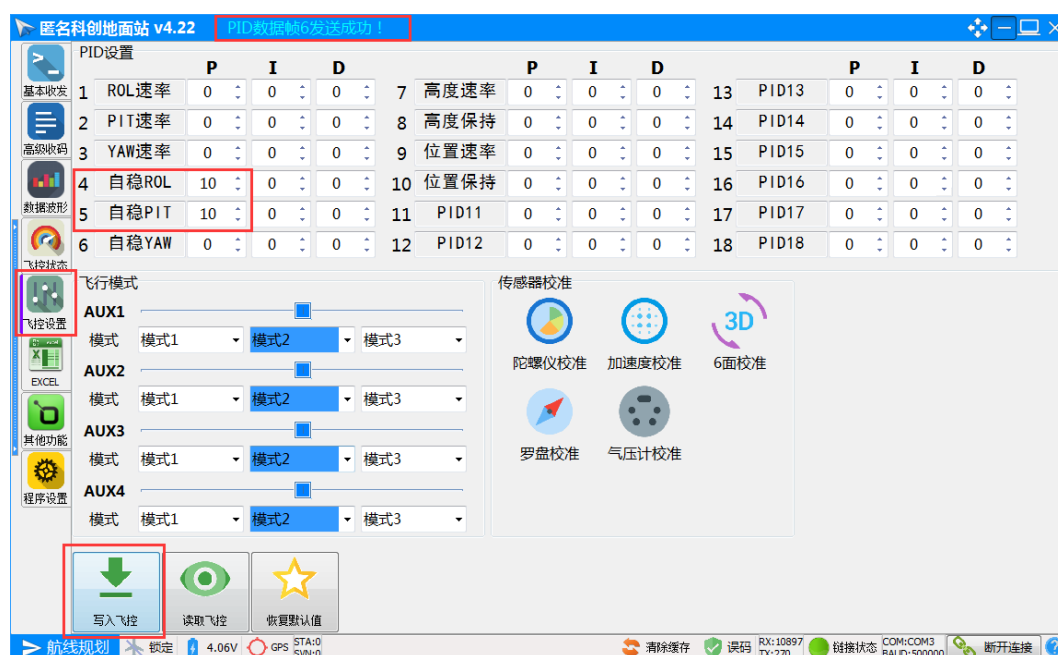 匿名科创地面站 v4.22 PID数据帧6发送成功！
基本收发
高级收码
数据波形
飞控状态
飞控设置
EXCEL
其他功能
程序设置
PID设置
P I D P I D P I D
1 ROL速率 0 0 0 7 高度速率 0 0 0 13 PID13 0 0 0
2 PIT速率 0 0 0 8 高度保持 0 0 0 14 PID14 0 0 0
3 YAW速率 0 0 0 9 位置速率 0 0 0 15 PID15 0 0 0
4 自稳ROL 10 0 0 10 位置保持 0 0 0 16 PID16 0 0 0
5 自稳PIT 10 0 0 11 PID11 0 0 0 17 PID17 0 0 0
6 自稳YAW 0 0 0 12 PID12 0 0 0 18 PID18 0 0 0
飞行模式
AUX1
模式 模式1 模式2 模式3
AUX2
模式 模式1 模式2 模式3
AUX3
模式 模式1 模式2 模式3
AUX4
模式 模式1 模式2 模式3
传感器校准
3D
陀螺仪校准 加速度校准 6面校准
罗盘校准 气压计校准
写入飞控 读取飞控 恢复默认值
航线规划 锁定 4.06V GPS STA:0 SVN:0 清除缓存 误码 RX:10897 TX:270 链接状态 COM:COM3 BAUD:500000 断开连接